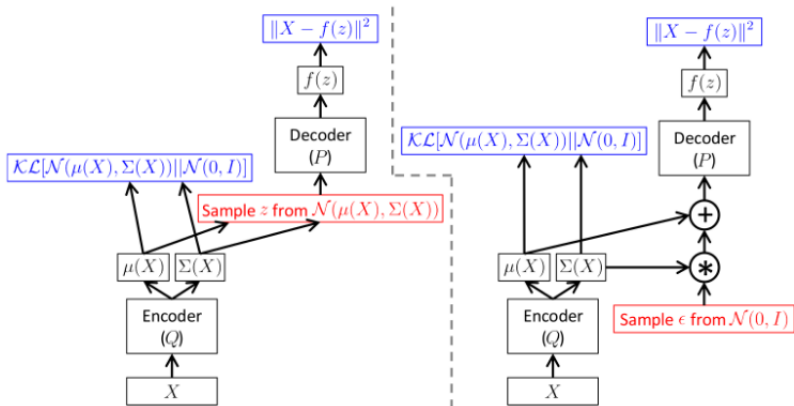 ‖X − f(z)‖²
f(z)
Decoder
(P)
𝒦ℒ[𝒩(μ(X), Σ(X))||𝒩(0, I)]
Sample z from 𝒩(μ(X), Σ(X))
μ(X)
Σ(X)
Encoder
(Q)
X
‖X − f(z)‖²
f(z)
Decoder
(P)
𝒦ℒ[𝒩(μ(X), Σ(X))||𝒩(0, I)]
+
μ(X)
Σ(X)
*
Encoder
(Q)
Sample ϵ from 𝒩(0, I)
X